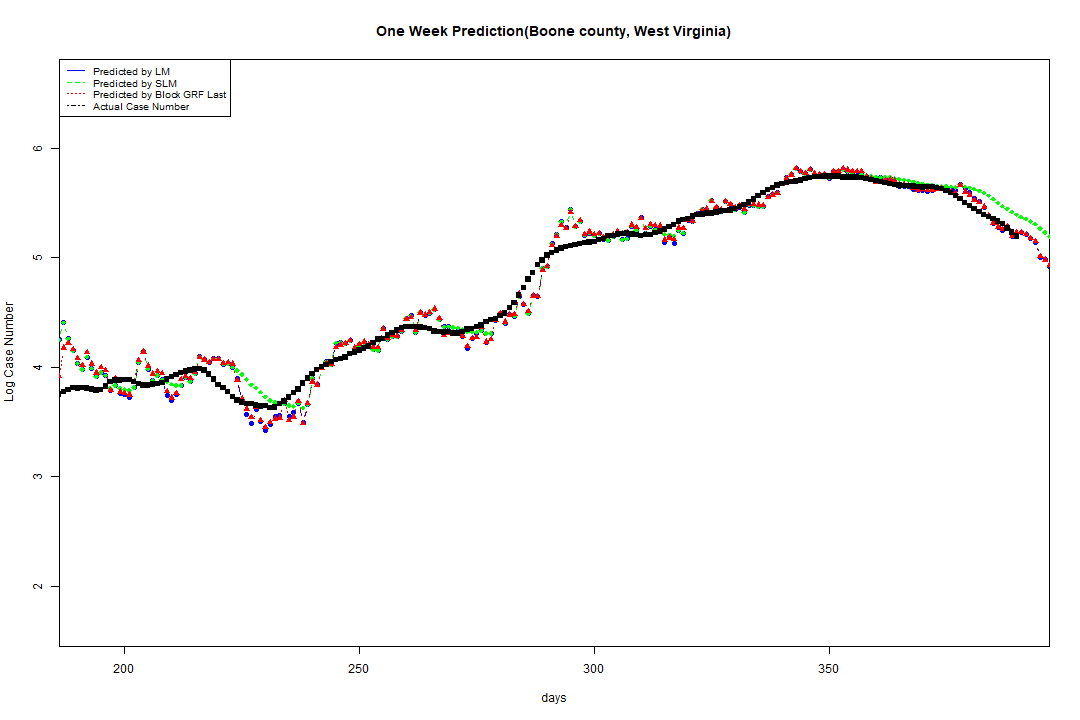 One Week Prediction(Boone county, West Virginia)
Predicted by LM
Predicted by SLM
Predicted by Block GRF Last
Actual Case Number
6
5
4
3
2
Log Case Number
200 250 300 350
days